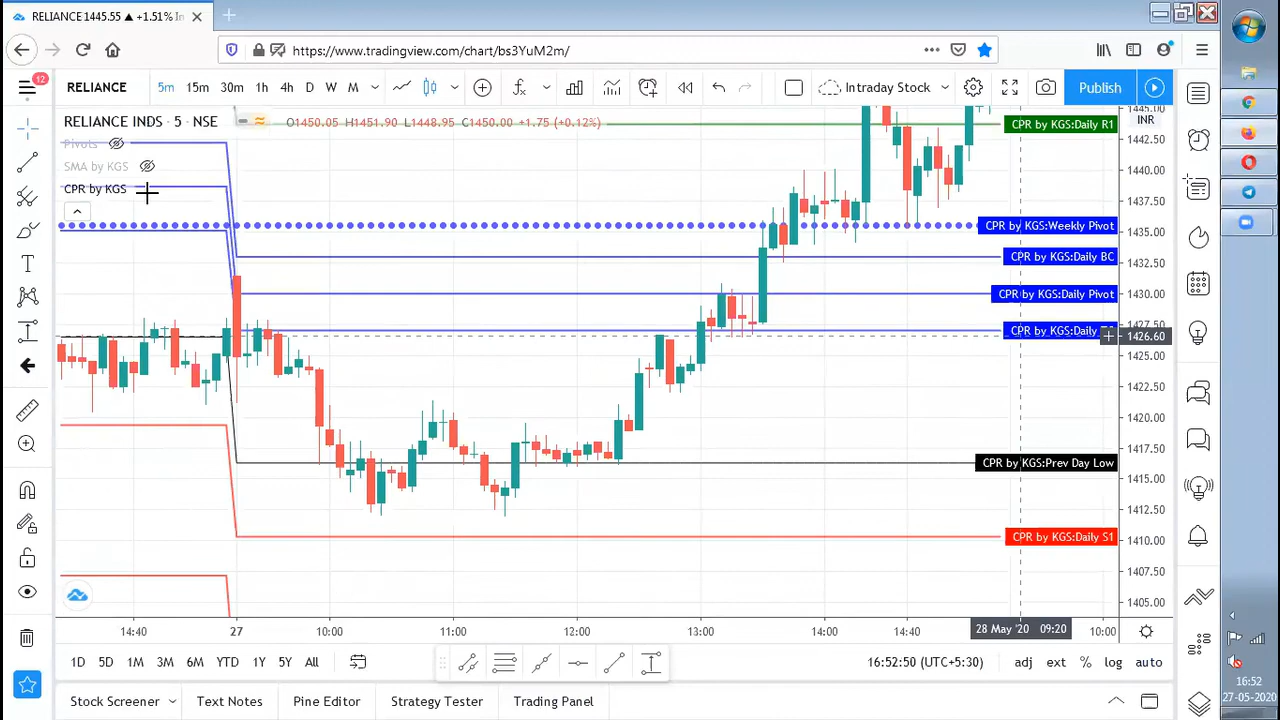 RELIANCE 1445.55 ▲ +1.51% In
https://www.tradingview.com/chart/bs3YuM2m/
12
RELIANCE
5m 15m 30m 1h 4h D W M
Intraday Stock
Publish
RELIANCE INDS · 5 · NSE
O1450.05 H1451.90 L1448.95 C1450.00 +1.75 (+0.12%)
Pivots
SMA by KGS
CPR by KGS
CPR by KGS:Daily R1
CPR by KGS:Weekly Pivot
CPR by KGS:Daily BC
CPR by KGS:Daily Pivot
CPR by KGS:Daily
CPR by KGS:Prev Day Low
CPR by KGS:Daily S1
1445.00
INR
1442.50
1440.00
1437.50
1435.00
1432.50
1430.00
1427.50
1426.60
1425.00
1422.50
1420.00
1417.50
1415.00
1412.50
1410.00
1407.50
1405.00
14:40 27 10:00 11:00 12:00 13:00 14:00 14:40 28 May '20 09:20 10:00
1D 5D 1M 3M 6M YTD 1Y 5Y All
16:52:50 (UTC+5:30) adj ext % log auto
Stock Screener Text Notes Pine Editor Strategy Tester Trading Panel
16:52
27-05-2020